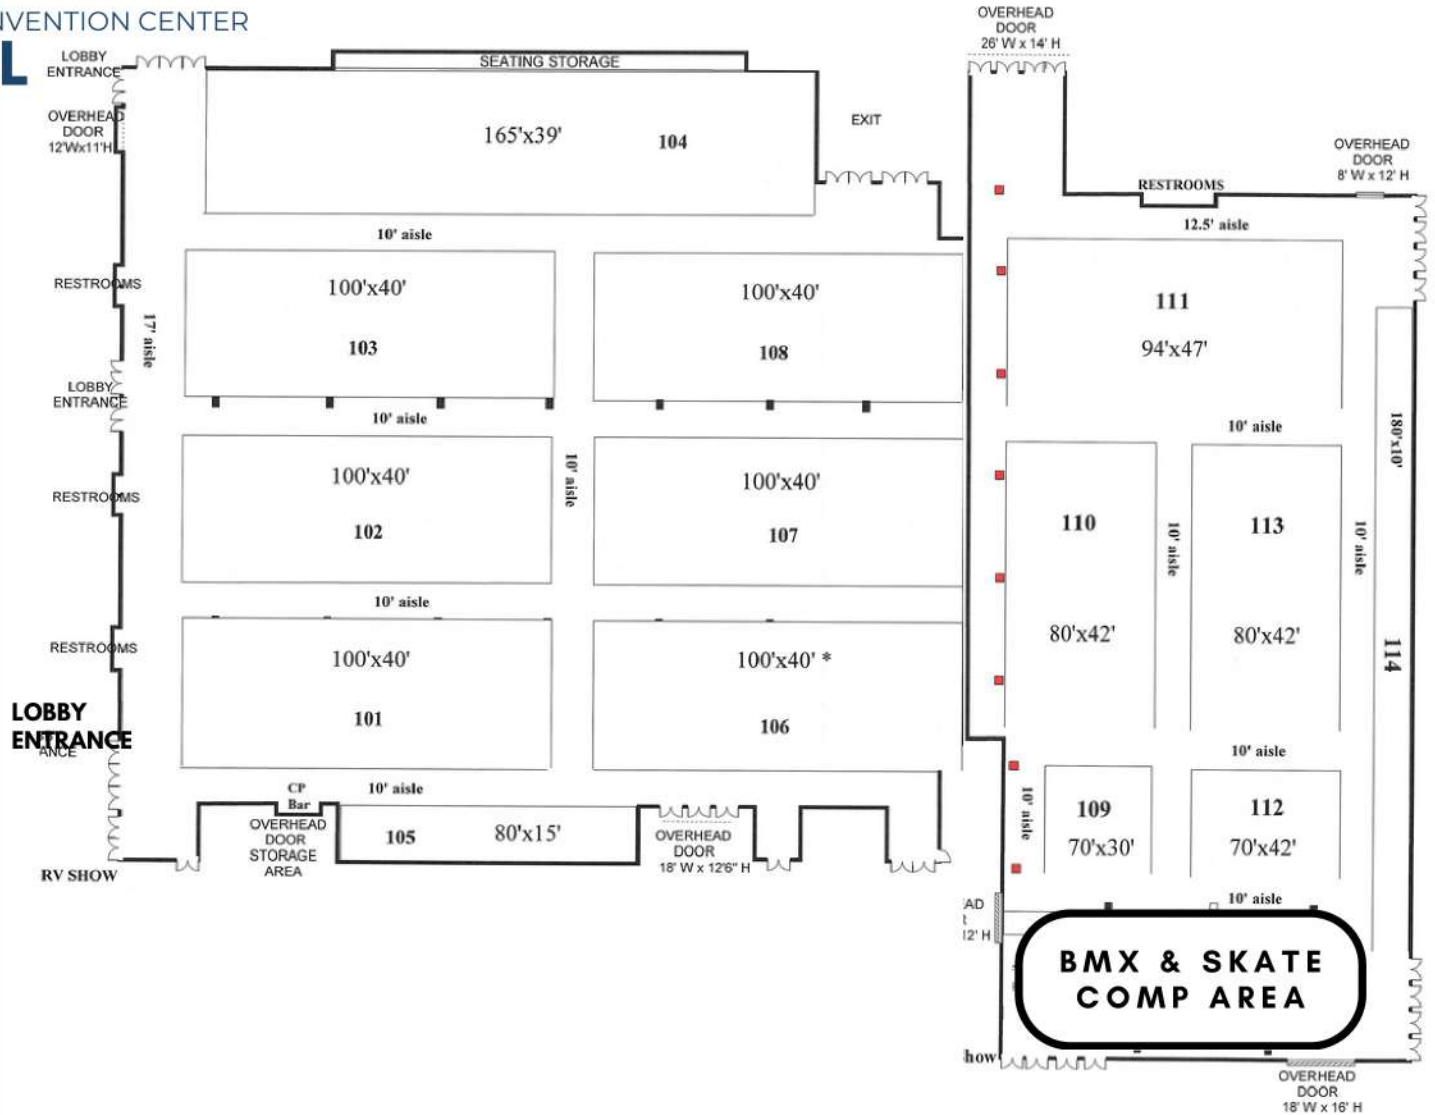 NVENTION CENTER
L
LOBBY
ENTRANCE
SEATING STORAGE
OVERHEAD
DOOR
26' W x 14' H
OVERHEAD
DOOR
12'Wx11'H
165'x39'
104
EXIT
OVERHEAD
DOOR
8' W x 12' H
RESTROOMS
12.5' aisle
10' aisle
RESTROOMS
17' aisle
100'x40'
103
100'x40'
108
111
94'x47'
LOBBY
ENTRANCE
10' aisle
10' aisle
180'x10'
114
RESTROOMS
100'x40'
102
10' aisle
100'x40'
107
110
80'x42'
10' aisle
113
80'x42'
10' aisle
10' aisle
RESTROOMS
100'x40'
101
100'x40' *
106
LOBBY
ENTRANCE
ANCE
10' aisle
10' aisle
CP
Bar
OVERHEAD
DOOR
STORAGE
AREA
105
80'x15'
OVERHEAD
DOOR
18' W x 12'6" H
RV SHOW
10' aisle
109
70'x30'
112
70'x42'
10' aisle
AD
12' H
BMX & SKATE
COMP AREA
how
OVERHEAD
DOOR
18' W x 16' H